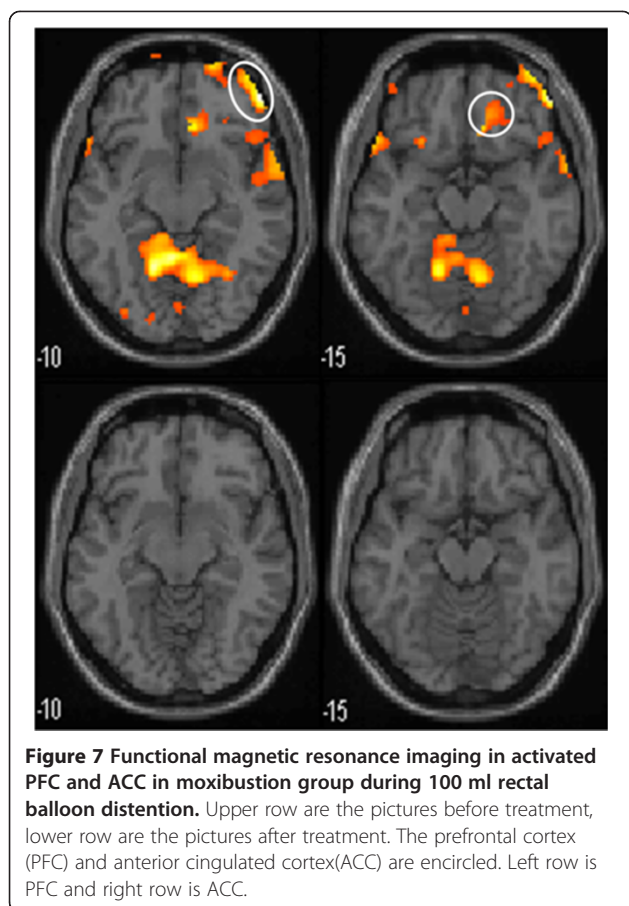 -10
-15
-10
-15
Figure 7 Functional magnetic resonance imaging in activated
PFC and ACC in moxibustion group during 100 ml rectal
balloon distention. Upper row are the pictures before treatment,
lower row are the pictures after treatment. The prefrontal cortex
(PFC) and anterior cingulated cortex(ACC) are encircled. Left row is
PFC and right row is ACC.